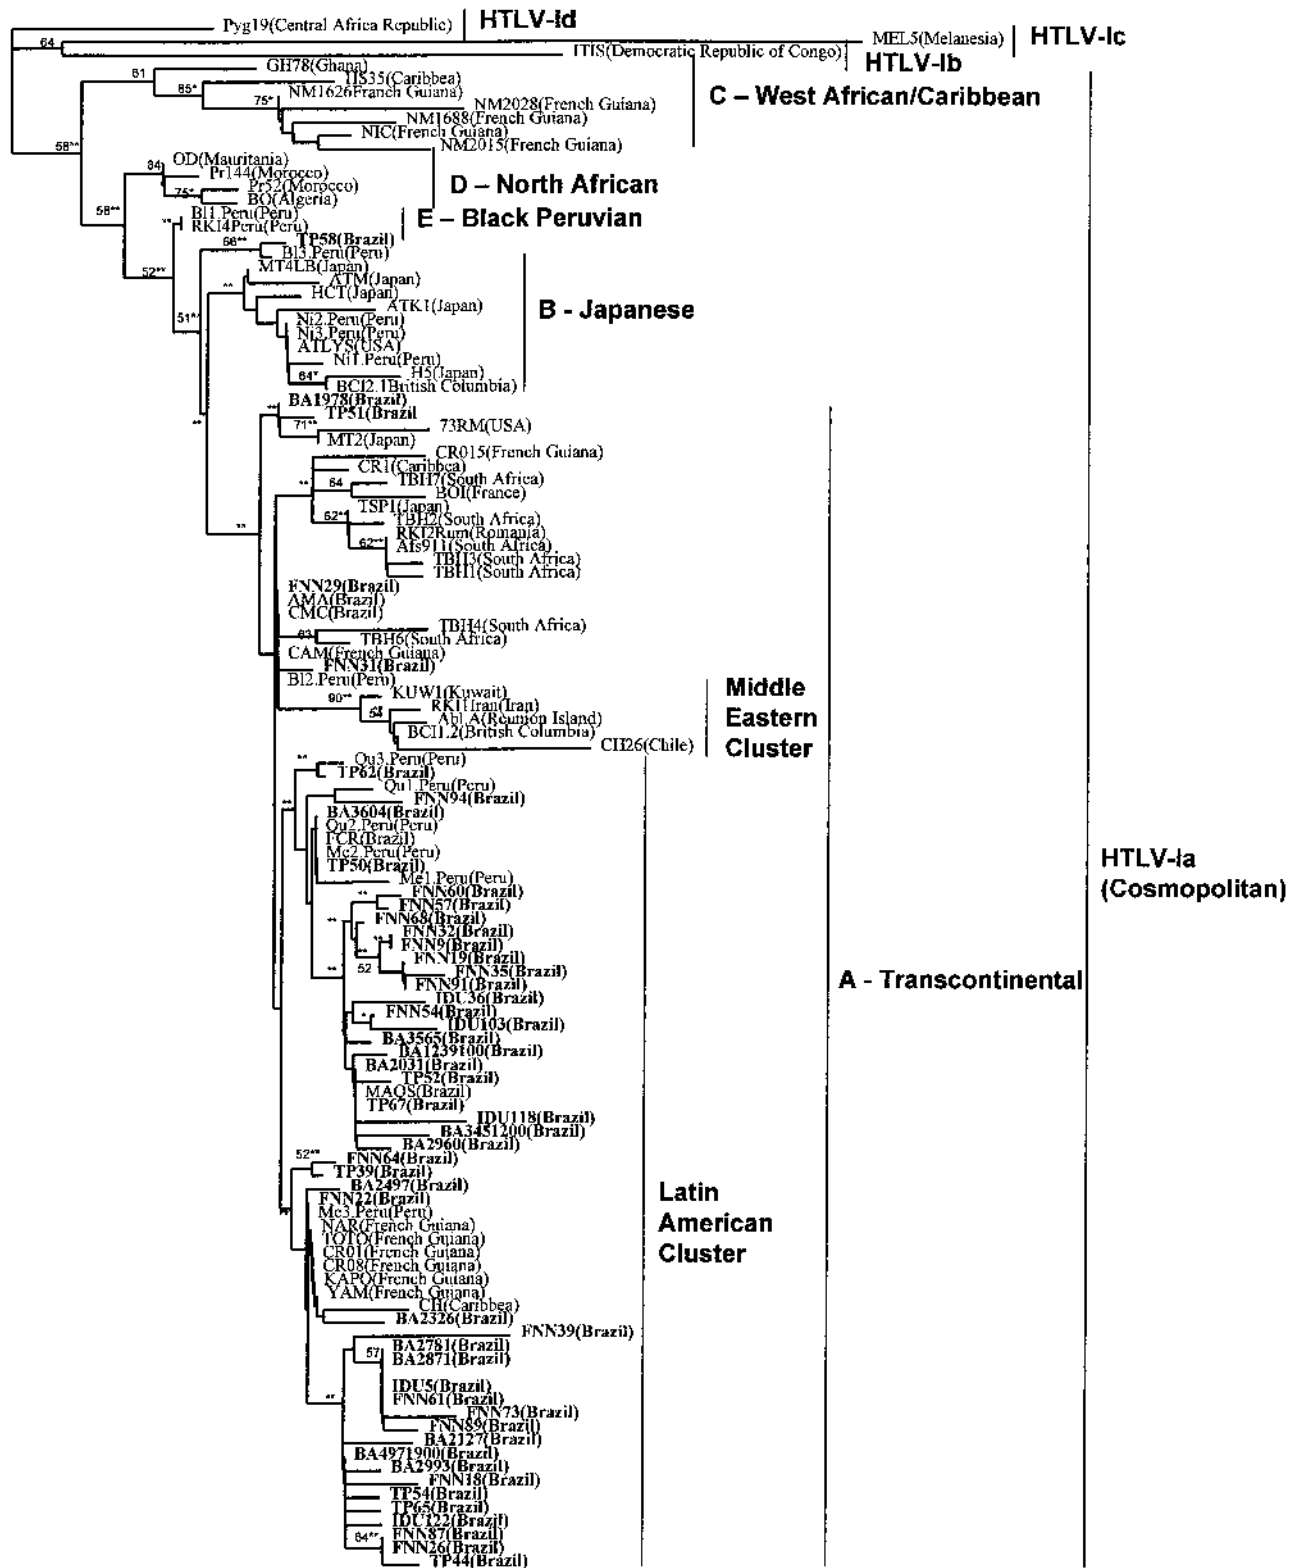 Pyg19(Central Africa Republic)
HTLV-Id
64
MEL5(Melanesia)
HTLV-Ic
ITIS(Democratic Republic of Congo)
HTLV-Ib
GH78(Ghana)
61
HS35(Caribbea)
85*
NM1626French Guiana)
C – West African/Caribbean
75*
NM2028(French Guiana)
NM1688(French Guiana)
NIC(French Guiana)
NM2015(French Guiana)
58**
OD(Mauritania)
84
Pr144(Morocco)
D – North African
Pr52(Morocco)
75*
BO(Algeria)
58**
Bl1.Peru(Peru)
**
E – Black Peruvian
RKI4Peru(Peru)
TP58(Brazil)
66**
Bl3.Peru(Peru)
52**
MT4LB(Japan)
ATM(Japan)
**
HCT(Japan)
ATK1(Japan)
B - Japanese
51**
Ni2.Peru(Peru)
Ni3.Peru(Peru)
ATLYS(USA)
Ni1.Peru(Peru)
H5(Japan)
64*
BCI2.1British Columbia)
BA1978(Brazil)
**
TP51(Brazil
**
71**
73RM(USA)
MT2(Japan)
CR015(French Guiana)
CR1(Caribbea)
TBH7(South Africa)
**
64
BOI(France)
TSP1(Japan)
62**
TBH2(South Africa)
RKI2Rum(Romania)
**
62**
Afs911(South Africa)
TBH3(South Africa)
TBH1(South Africa)
FNN29(Brazil)
AMA(Brazil)
CMC(Brazil)
TBH4(South Africa)
63
TBH6(South Africa)
CAM(French Guiana)
FNN31(Brazil)
Bl2.Peru(Peru)
Middle
Eastern
Cluster
KUW1(Kuwait)
90**
RKI1Iran(Iran)
54
Abl.A(Reunion Island)
BCI1.2(British Columbia)
CH26(Chile)
Qu3.Peru(Peru)
**
TP62(Brazil)
Qu1.Peru(Peru)
FNN94(Brazil)
**
BA3604(Brazil)
Qu2.Peru(Peru)
FCR(Brazil)
Me2.Peru(Peru)
HTLV-Ia
(Cosmopolitan)
TP50(Brazil)
Me1.Peru(Peru)
FNN60(Brazil)
**
FNN57(Brazil)
FNN68(Brazil)
**
FNN32(Brazil)
**
FNN9(Brazil)
**
FNN19(Brazil)
52
**
FNN35(Brazil)
A - Transcontinental
FNN91(Brazil)
IDU36(Brazil)
FNN54(Brazil)
*
IDU103(Brazil)
BA3565(Brazil)
BA1239100(Brazil)
BA2031(Brazil)
TP52(Brazil)
MAQS(Brazil)
TP67(Brazil)
IDU118(Brazil)
BA3451200(Brazil)
BA2960(Brazil)
52**
FNN64(Brazil)
TP39(Brazil)
BA2497(Brazil)
Latin
American
Cluster
FNN22(Brazil)
**
Me3.Peru(Peru)
NAR(French Guiana)
TOTO(French Guiana)
CR01(French Guiana)
CR08(French Guiana)
KAPO(French Guiana)
YAM(French Guiana)
CH(Caribbea)
BA2326(Brazil)
FNN39(Brazil)
BA2781(Brazil)
57
BA2871(Brazil)
IDU5(Brazil)
**
FNN61(Brazil)
FNN73(Brazil)
FNN89(Brazil)
BA2127(Brazil)
BA4971900(Brazil)
BA2993(Brazil)
FNN18(Brazil)
TP54(Brazil)
TP65(Brazil)
IDU122(Brazil)
FNN87(Brazil)
64**
FNN26(Brazil)
TP44(Brazil)